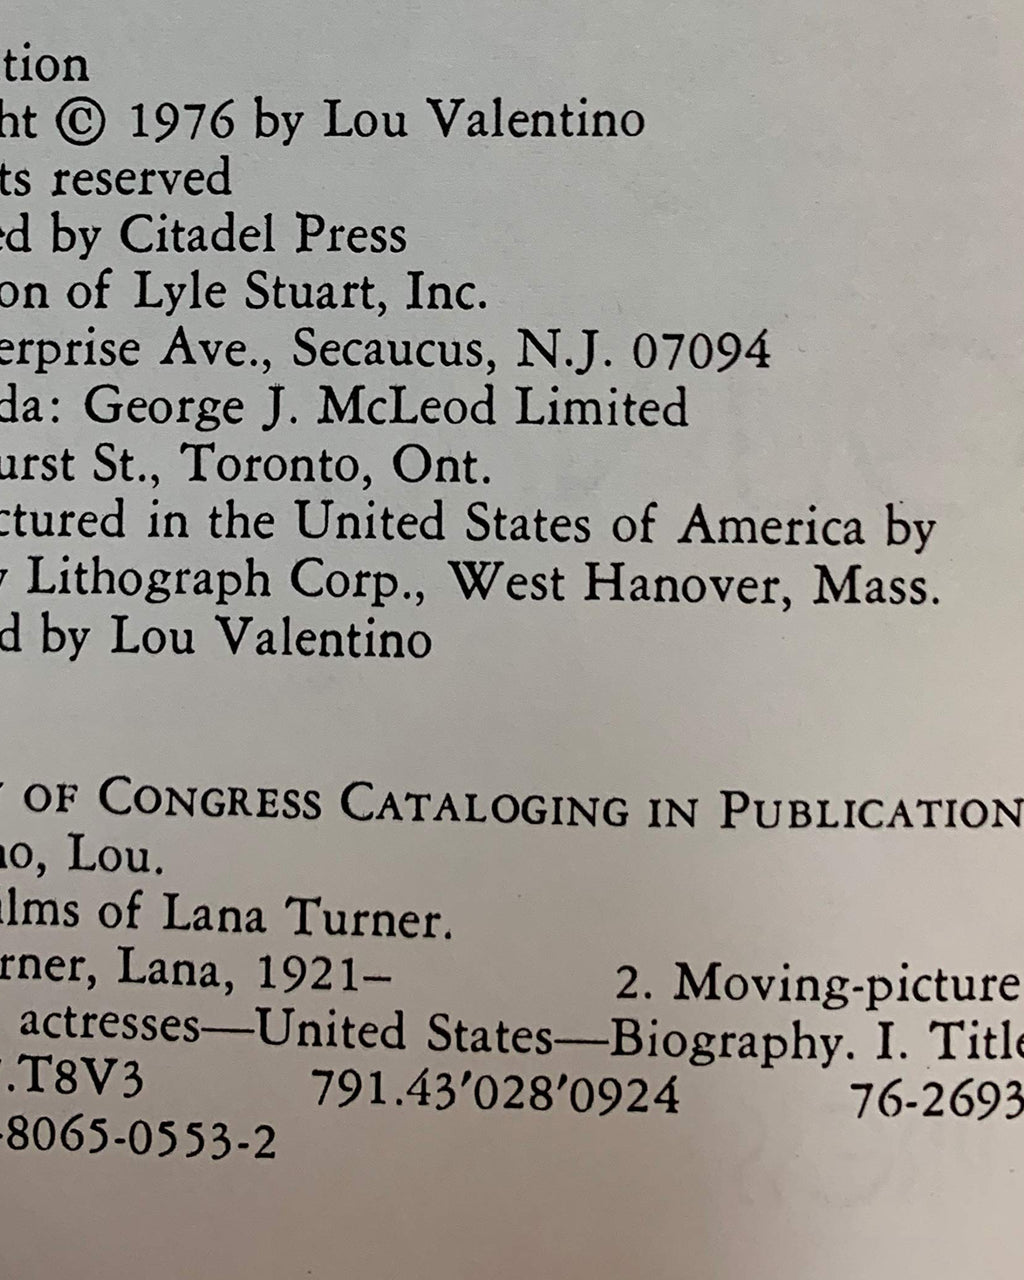 tion
ht © 1976 by Lou Valentino
ts reserved
ed by Citadel Press
on of Lyle Stuart, Inc.
erprise Ave., Secaucus, N.J. 07094
da: George J. McLeod Limited
urst St., Toronto, Ont.
ctured in the United States of America by
Lithograph Corp., West Hanover, Mass.
d by Lou Valentino
OF CONGRESS CATALOGING IN PUBLICATION
no, Lou.
ilms of Lana Turner.
rner, Lana, 1921– 2. Moving-picture
actresses—United States—Biography. I. Title
.T8V3 791.43′028′0924 76-2693
-8065-0553-2